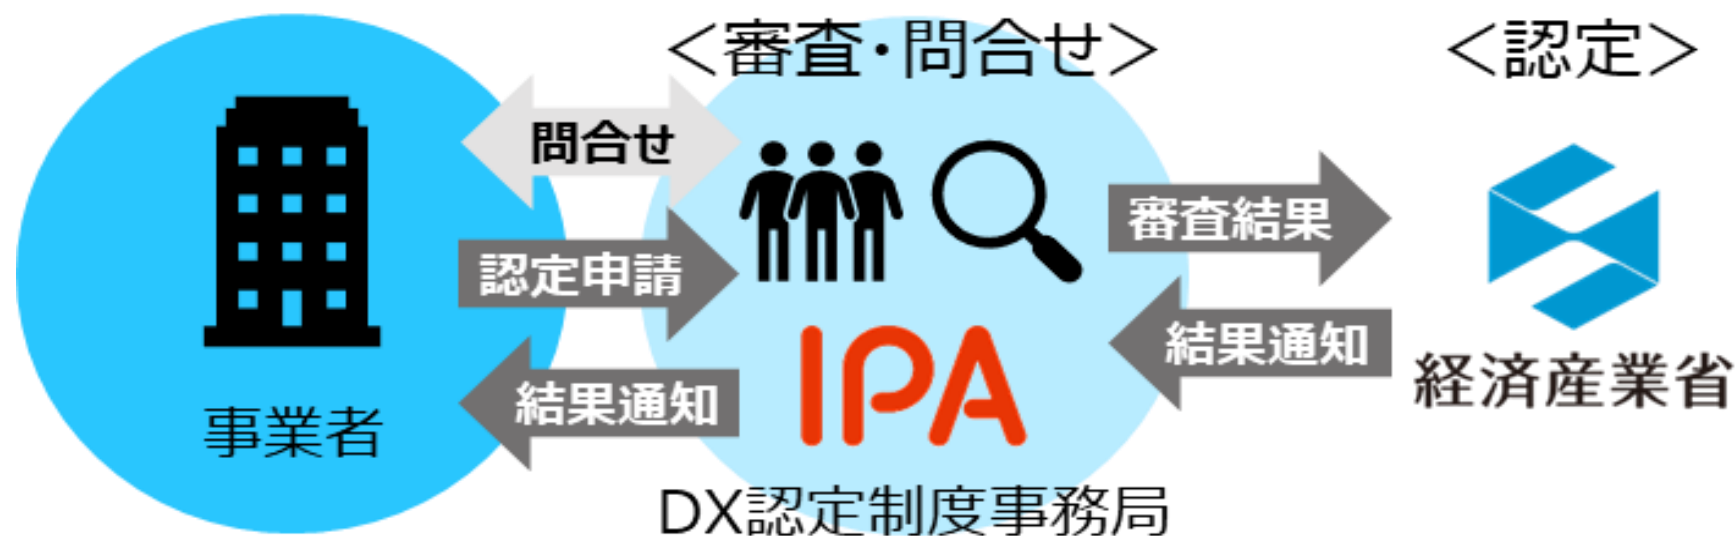 ＜審査・問合せ＞
＜認定＞
問合せ
認定申請
結果通知
審査結果
結果通知
事業者
IPA
DX認定制度事務局
経済産業省